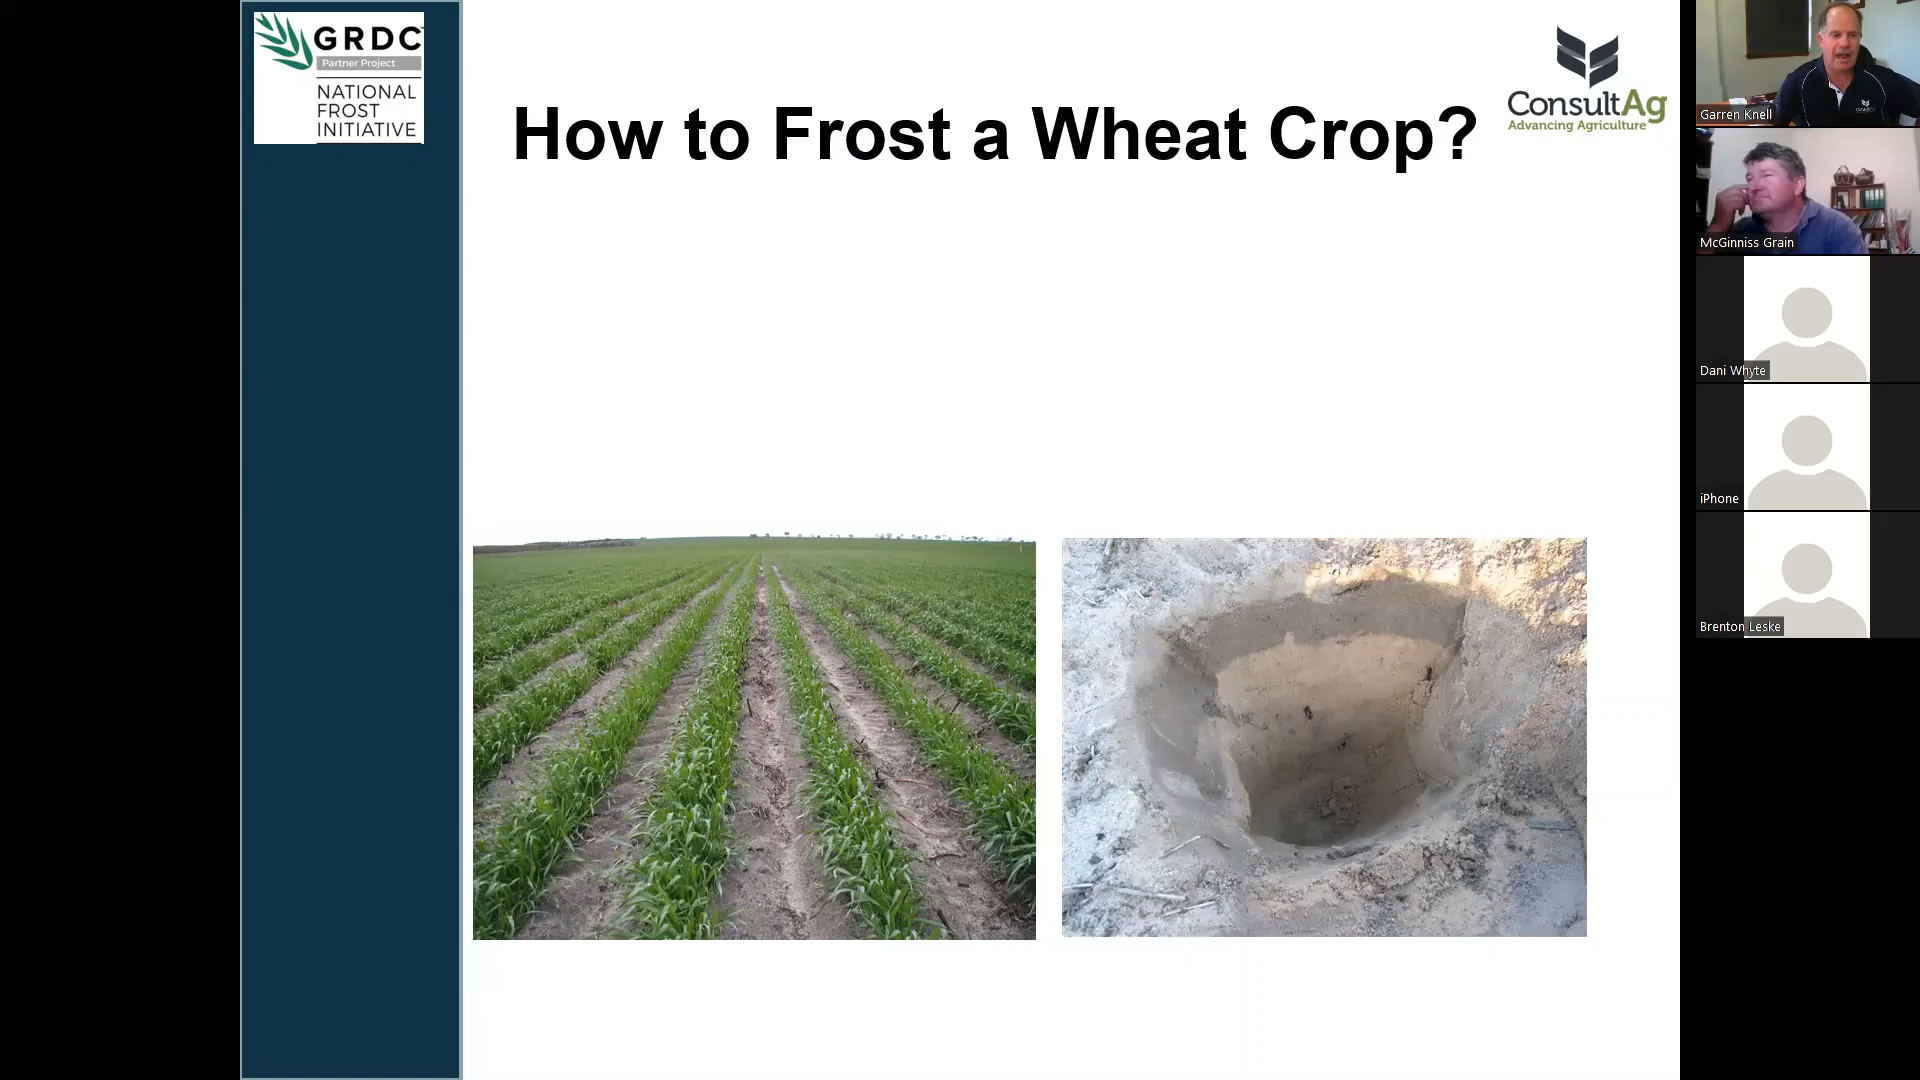 GRDC
Partner Project
NATIONAL
FROST
INITIATIVE
How to Frost a Wheat Crop?
ConsultAg
Advancing Agriculture
Garren Knell
McGinniss Grain
Dani Whyte
iPhone
Brenton Leske